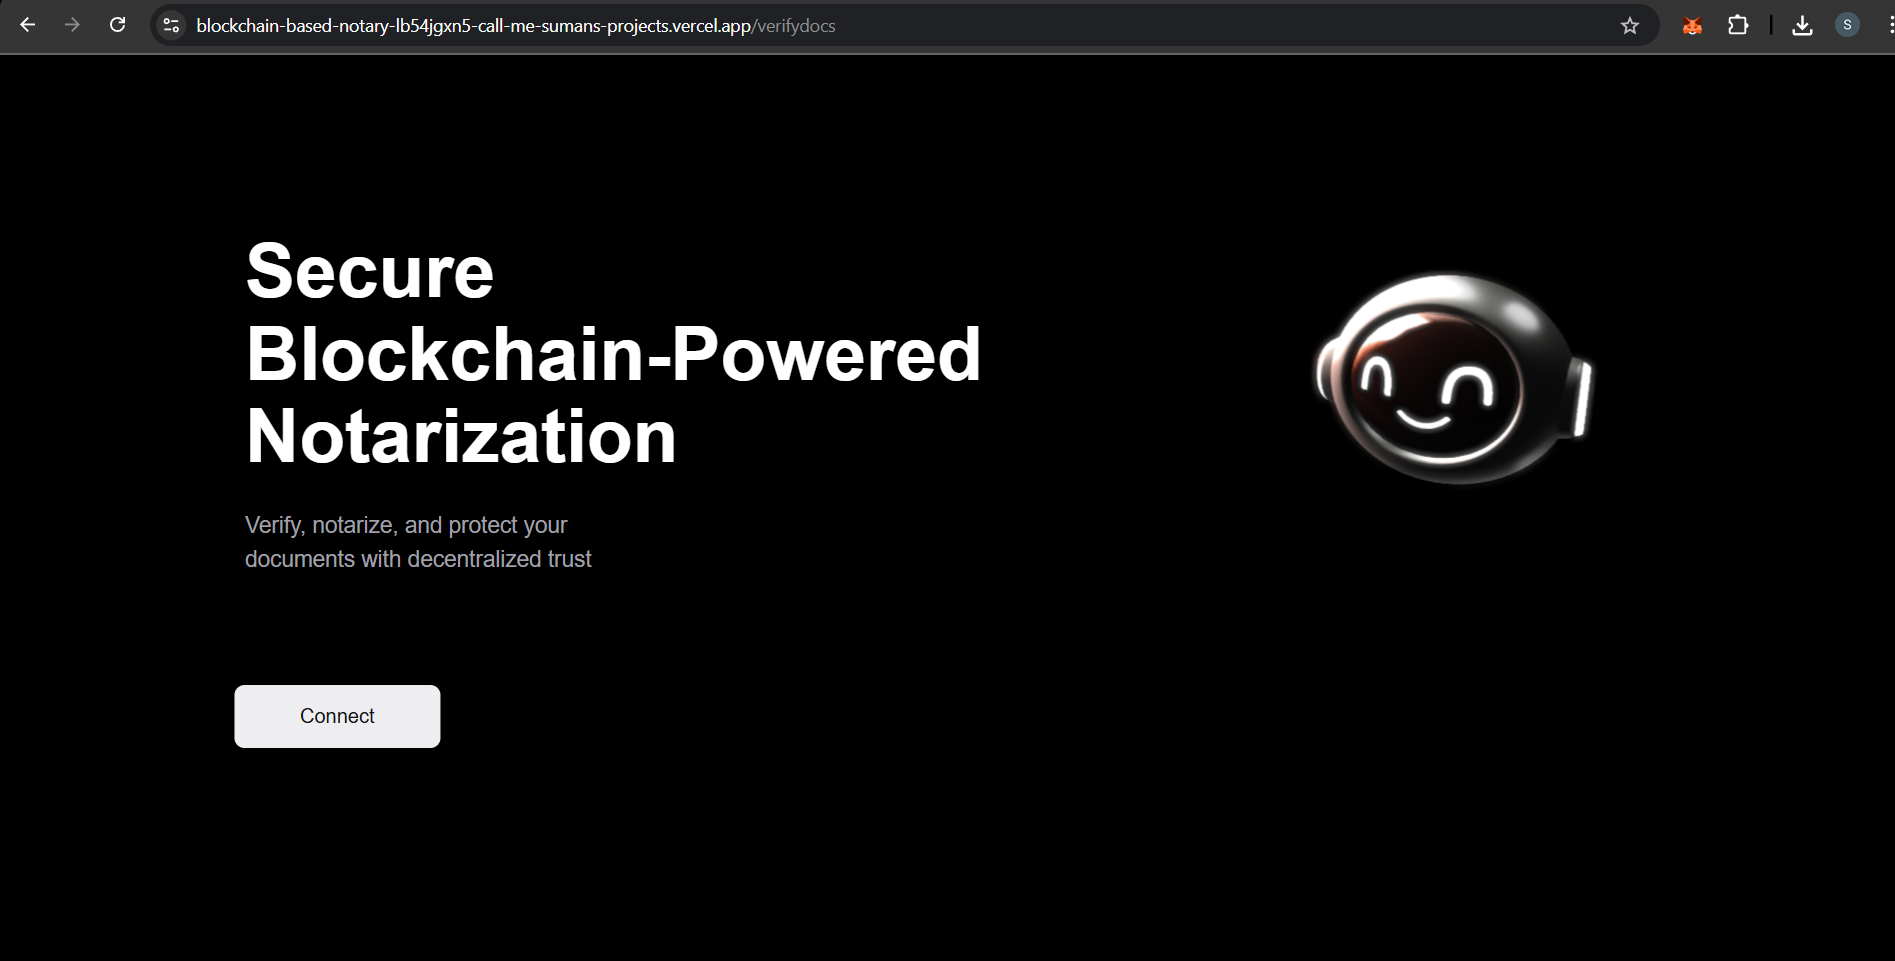 blockchain-based-notary-lb54jgxn5-call-me-sumans-projects.vercel.app/verifydocs
S
Secure
Blockchain-Powered
Notarization
Verify, notarize, and protect your
documents with decentralized trust
Connect